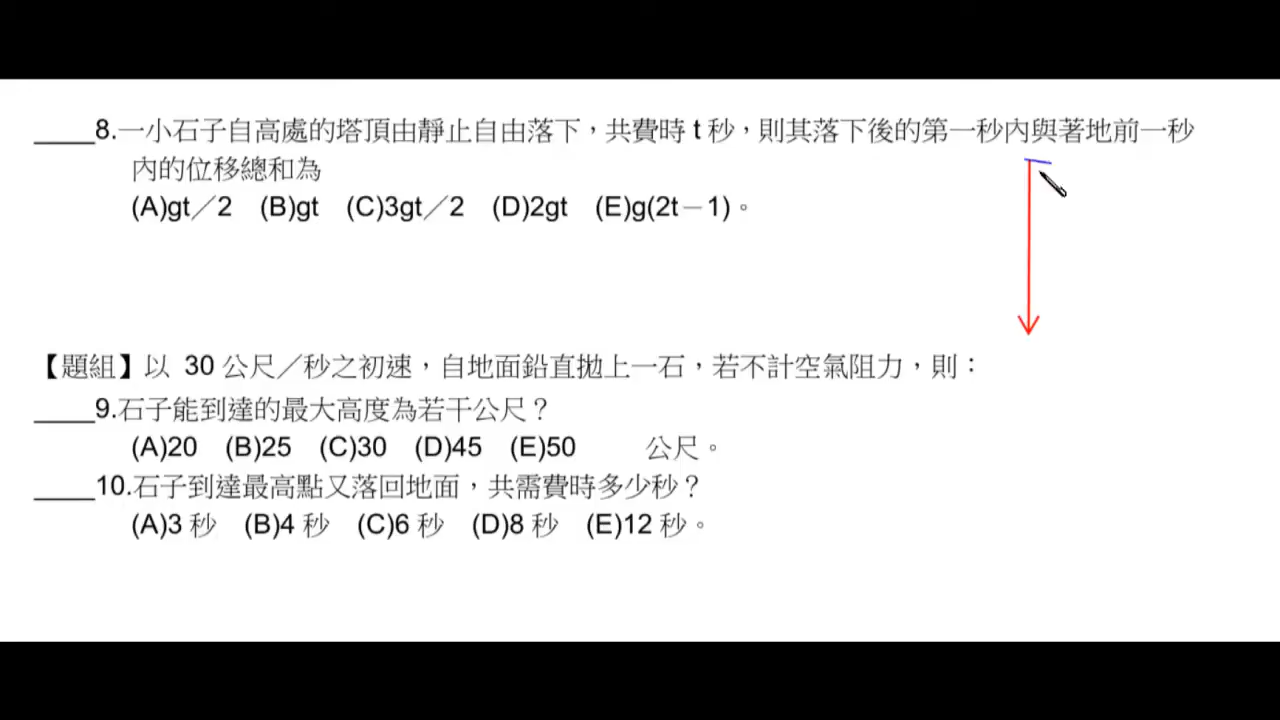 ____8.一小石子自高處的塔頂由靜止自由落下，共費時 t 秒，則其落下後的第一秒內與著地前一秒
內的位移總和為
(A)gt／2 (B)gt (C)3gt／2 (D)2gt (E)g(2t－1)。
【題組】以 30 公尺／秒之初速，自地面鉛直拋上一石，若不計空氣阻力，則：
____9.石子能到達的最大高度為若干公尺？
(A)20 (B)25 (C)30 (D)45 (E)50 公尺。
____10.石子到達最高點又落回地面，共需費時多少秒？
(A)3 秒 (B)4 秒 (C)6 秒 (D)8 秒 (E)12 秒。